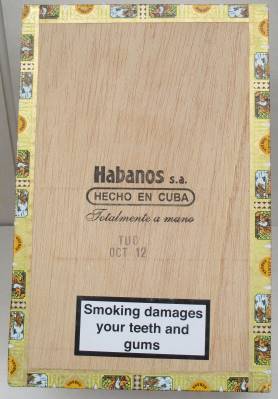 Habanos s.a.
HECHO EN CUBA
Totalmente a mano
TUO
OCT 12
Smoking damages
your teeth and
gums